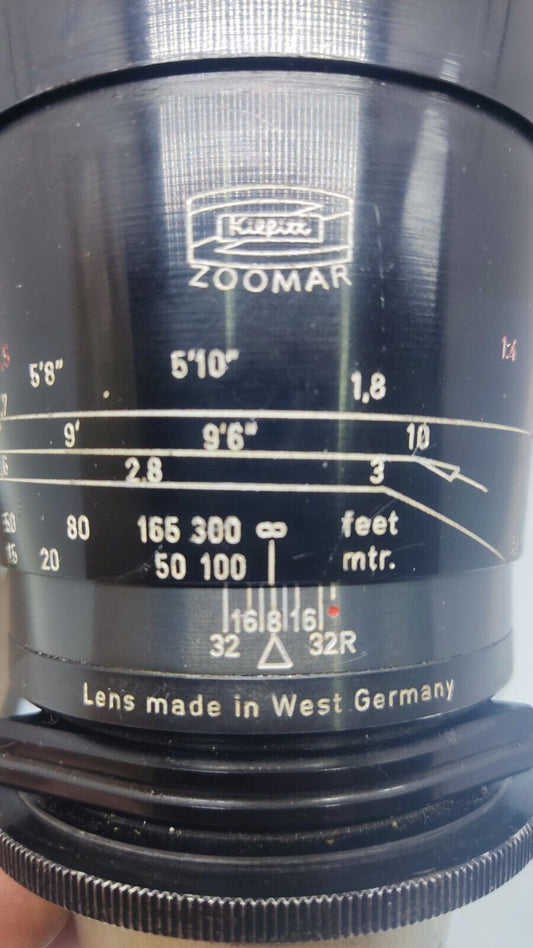 Kilfitt
ZOOMAR
5'8" 5'10" 1,8 1:4
9' 9'6" 10
2,8 3
80 165 300 ∞ feet
20 50 100 mtr.
16 8 16
32 32R
Lens made in West Germany